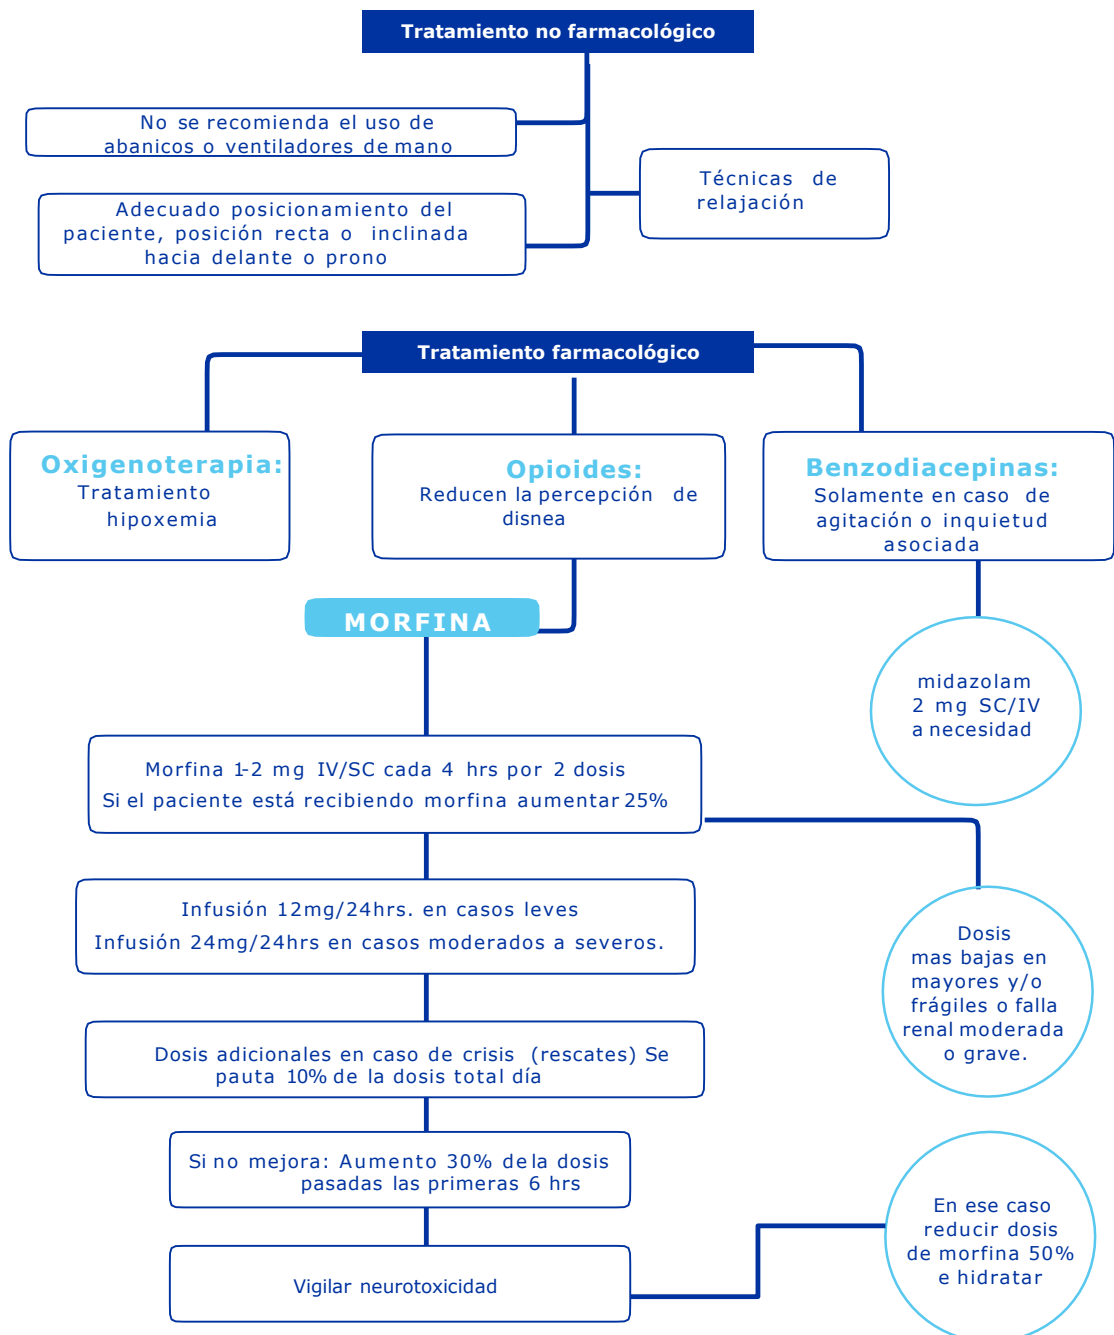 Tratamiento no farmacológico
No se recomienda el uso de
abanicos o ventiladores de mano
Técnicas de
relajación
Adecuado posicionamiento del
paciente, posición recta o inclinada
hacia delante o prono
Tratamiento farmacológico
Oxigenoterapia:
Tratamiento
hipoxemia
Opioides:
Reducen la percepción de
disnea
Benzodiacepinas:
Solamente en caso de
agitación o inquietud
asociada
MORFINA
midazolam
2 mg SC/IV
a necesidad
Morfina 1-2 mg IV/SC cada 4 hrs por 2 dosis
Si el paciente está recibiendo morfina aumentar 25%
Infusión 12mg/24hrs. en casos leves
Infusión 24mg/24hrs en casos moderados a severos.
Dosis
mas bajas en
mayores y/o
frágiles o falla
renal moderada
o grave.
Dosis adicionales en caso de crisis (rescates) Se
pauta 10% de la dosis total día
Si no mejora: Aumento 30% de la dosis
pasadas las primeras 6 hrs
Vigilar neurotoxicidad
En ese caso
reducir dosis
de morfina 50%
e hidratar